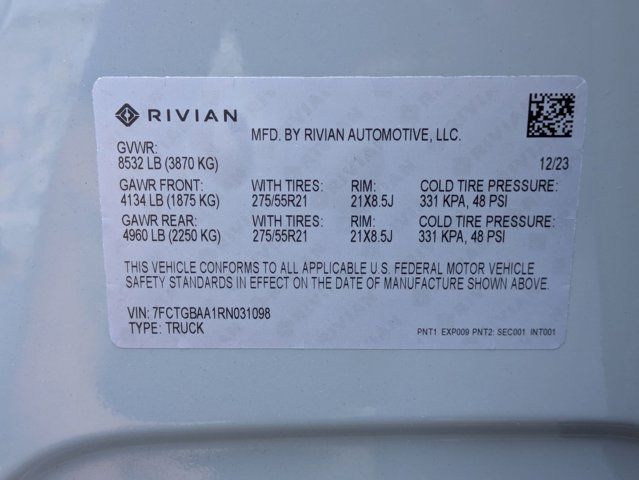 RIVIAN
MFD. BY RIVIAN AUTOMOTIVE, LLC.
GVWR:
8532 LB (3870 KG)
12/23
GAWR FRONT: WITH TIRES: RIM: COLD TIRE PRESSURE:
4134 LB (1875 KG) 275/55R21 21X8.5J 331 KPA, 48 PSI
GAWR REAR: WITH TIRES: RIM: COLD TIRE PRESSURE:
4960 LB (2250 KG) 275/55R21 21X8.5J 331 KPA, 48 PSI
THIS VEHICLE CONFORMS TO ALL APPLICABLE U.S. FEDERAL MOTOR VEHICLE
SAFETY STANDARDS IN EFFECT ON THE DATE OF MANUFACTURE SHOWN ABOVE.
VIN: 7FCTGBAA1RN031098
TYPE: TRUCK
PNT1 EXP009 PNT2: SEC001 INT001